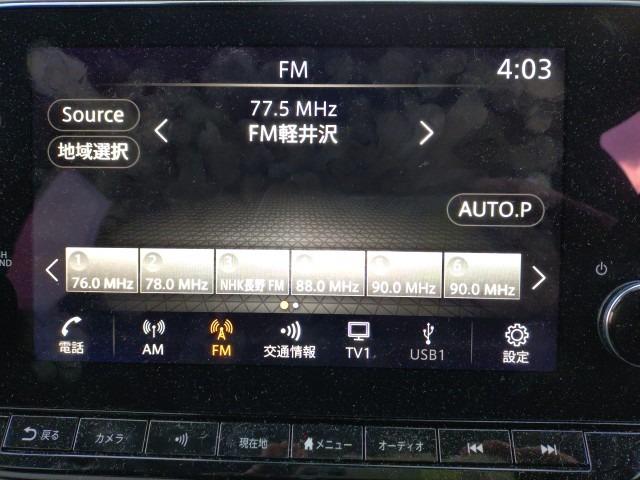 FM
4:03
Source
77.5 MHz
FM軽井沢
地域選択
AUTO.P
1 2 3 6
76.0 MHz 78.0 MHz NHK長野 FM 88.0 MHz 90.0 MHz 90.0 MHz
電話 AM FM 交通情報 TV1 USB1 設定
戻る カメラ 現在地 メニュー オーディオ